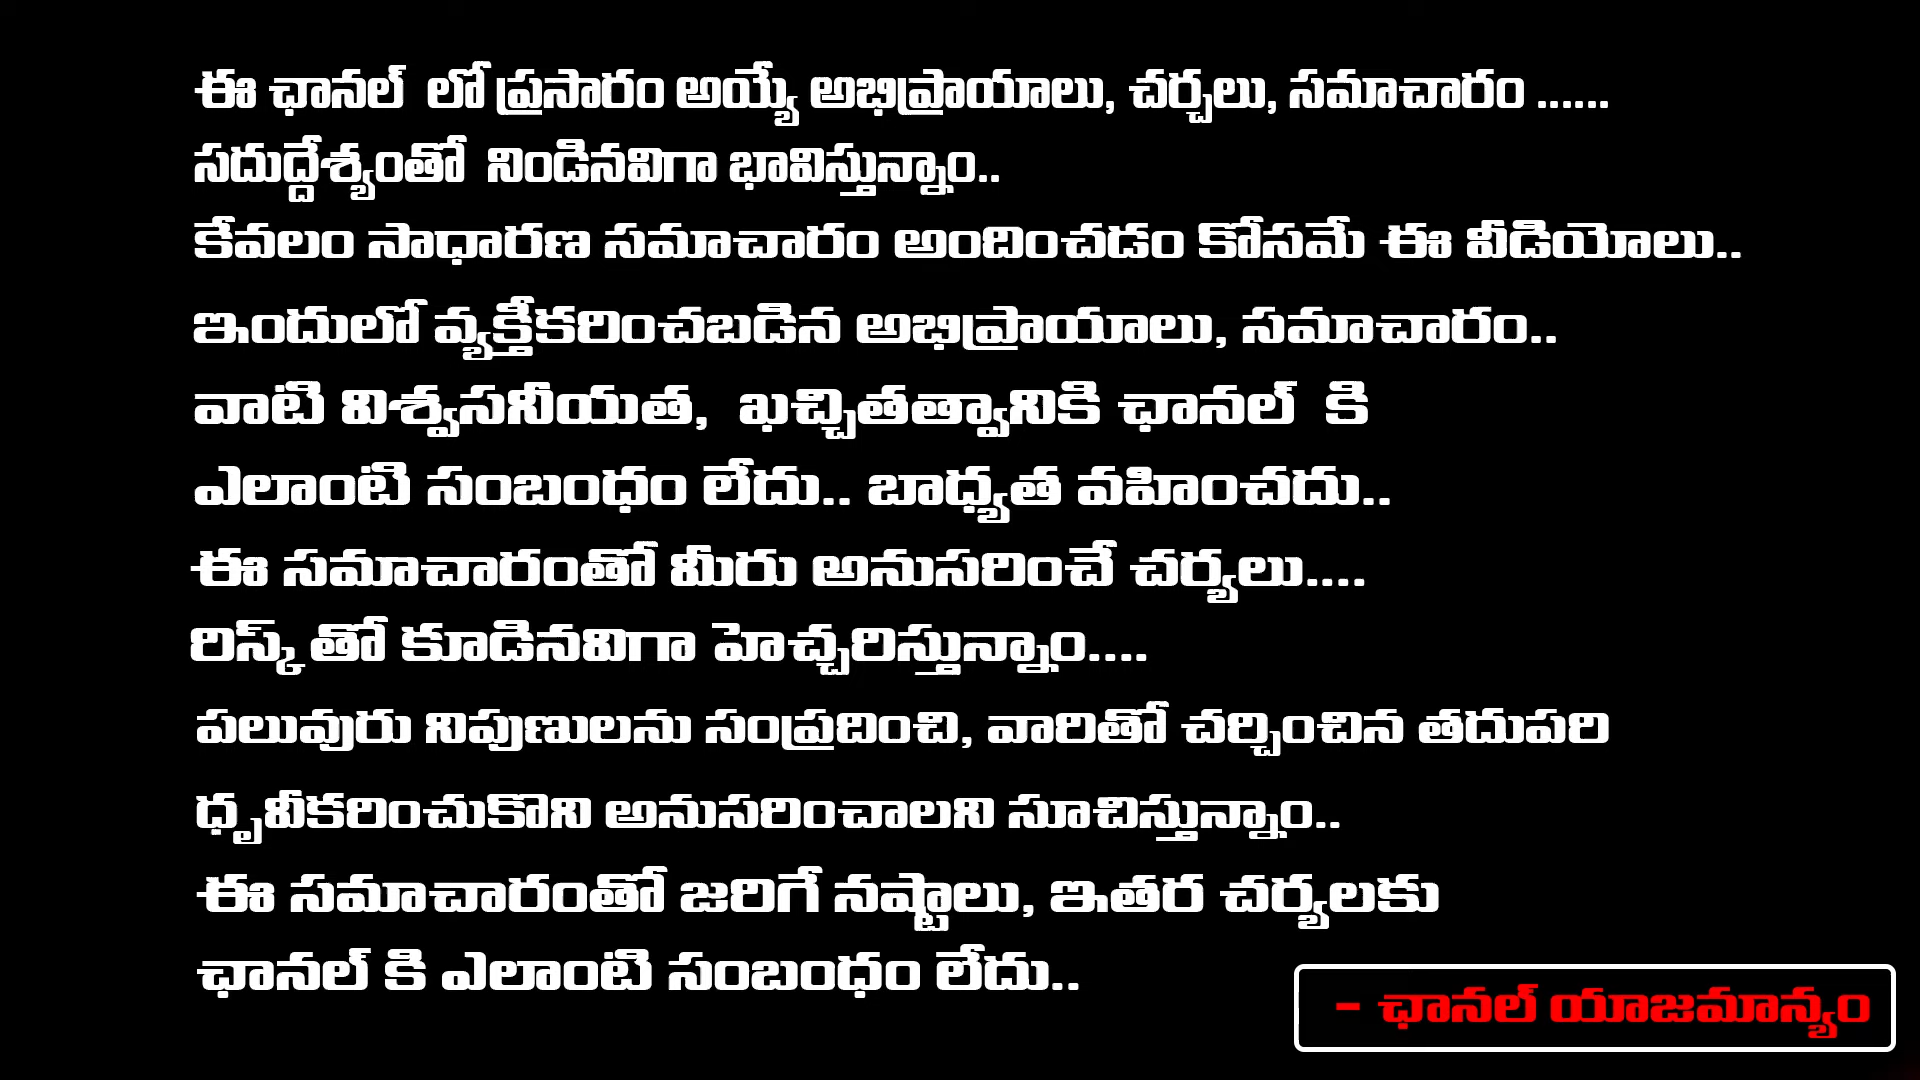 ఈ ఛానల్ లో ప్రసారం అయ్యే అభిప్రాయాలు, చర్చలు, సమాచారం ......
సదుద్దేశ్యంతో నిండినవిగా భావిస్తున్నాం..
కేవలం సాధారణ సమాచారం అందించడం కోసమే ఈ వీడియోలు..
ఇందులో వ్యక్తీకరించబడిన అభిప్రాయాలు, సమాచారం..
వాటి విశ్వసనీయత, ఖచ్చితత్వానికి ఛానల్ కి
ఎలాంటి సంబంధం లేదు.. బాధ్యత వహించదు..
ఈ సమాచారంతో మీరు అనుసరించే చర్యలు....
రిస్క్ తో కూడినవిగా హెచ్చరిస్తున్నాం....
పలువురు నిపుణులను సంప్రదించి, వారితో చర్చించిన తదుపరి
ధృవీకరించుకొని అనుసరించాలని సూచిస్తున్నాం..
ఈ సమాచారంతో జరిగే నష్టాలు, ఇతర చర్యలకు
ఛానల్ కి ఎలాంటి సంబంధం లేదు..
- ఛానల్ యాజమాన్యం